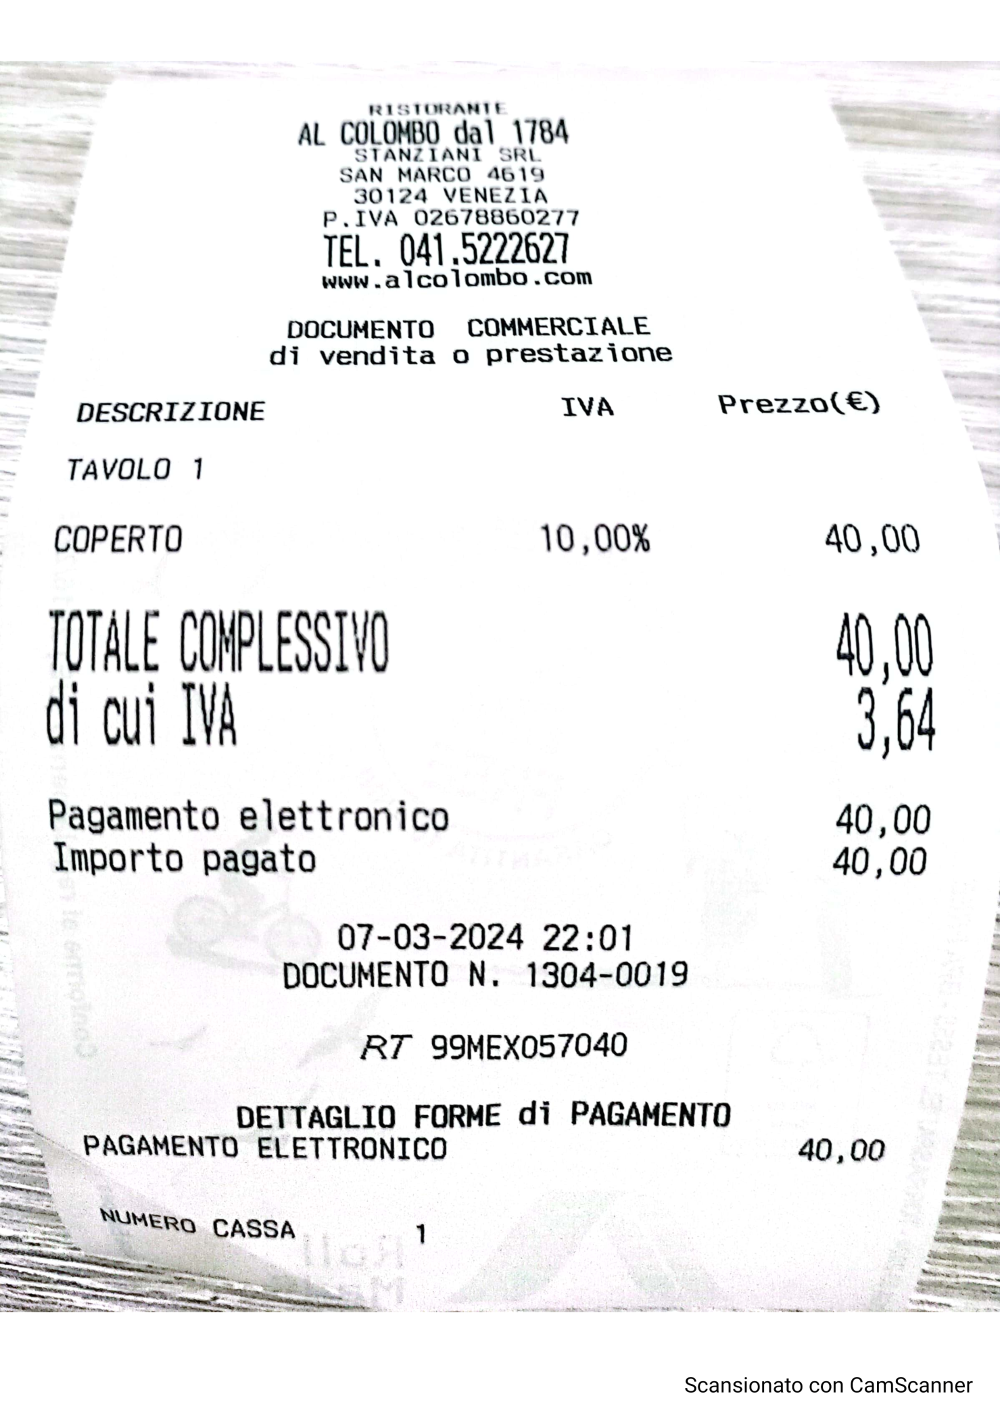 RISTORANTE
AL COLOMBO dal 1784
STANZIANI SRL
SAN MARCO 4619
30124 VENEZIA
P.IVA 02678860277
TEL. 041.5222627
www.alcolombo.com
DOCUMENTO COMMERCIALE
di vendita o prestazione
DESCRIZIONE IVA Prezzo(€)
TAVOLO 1
COPERTO 10,00% 40,00
TOTALE COMPLESSIVO 40,00
di cui IVA 3,64
Pagamento elettronico 40,00
Importo pagato 40,00
07-03-2024 22:01
DOCUMENTO N. 1304-0019
RT 99MEX057040
DETTAGLIO FORME di PAGAMENTO
PAGAMENTO ELETTRONICO 40,00
NUMERO CASSA 1
Scansionato con CamScanner